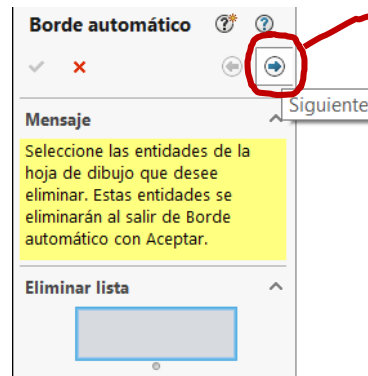 Borde automático
Siguiente
Mensaje
Seleccione las entidades de la
hoja de dibujo que desee
eliminar. Estas entidades se
eliminarán al salir de Borde
automático con Aceptar.
Eliminar lista